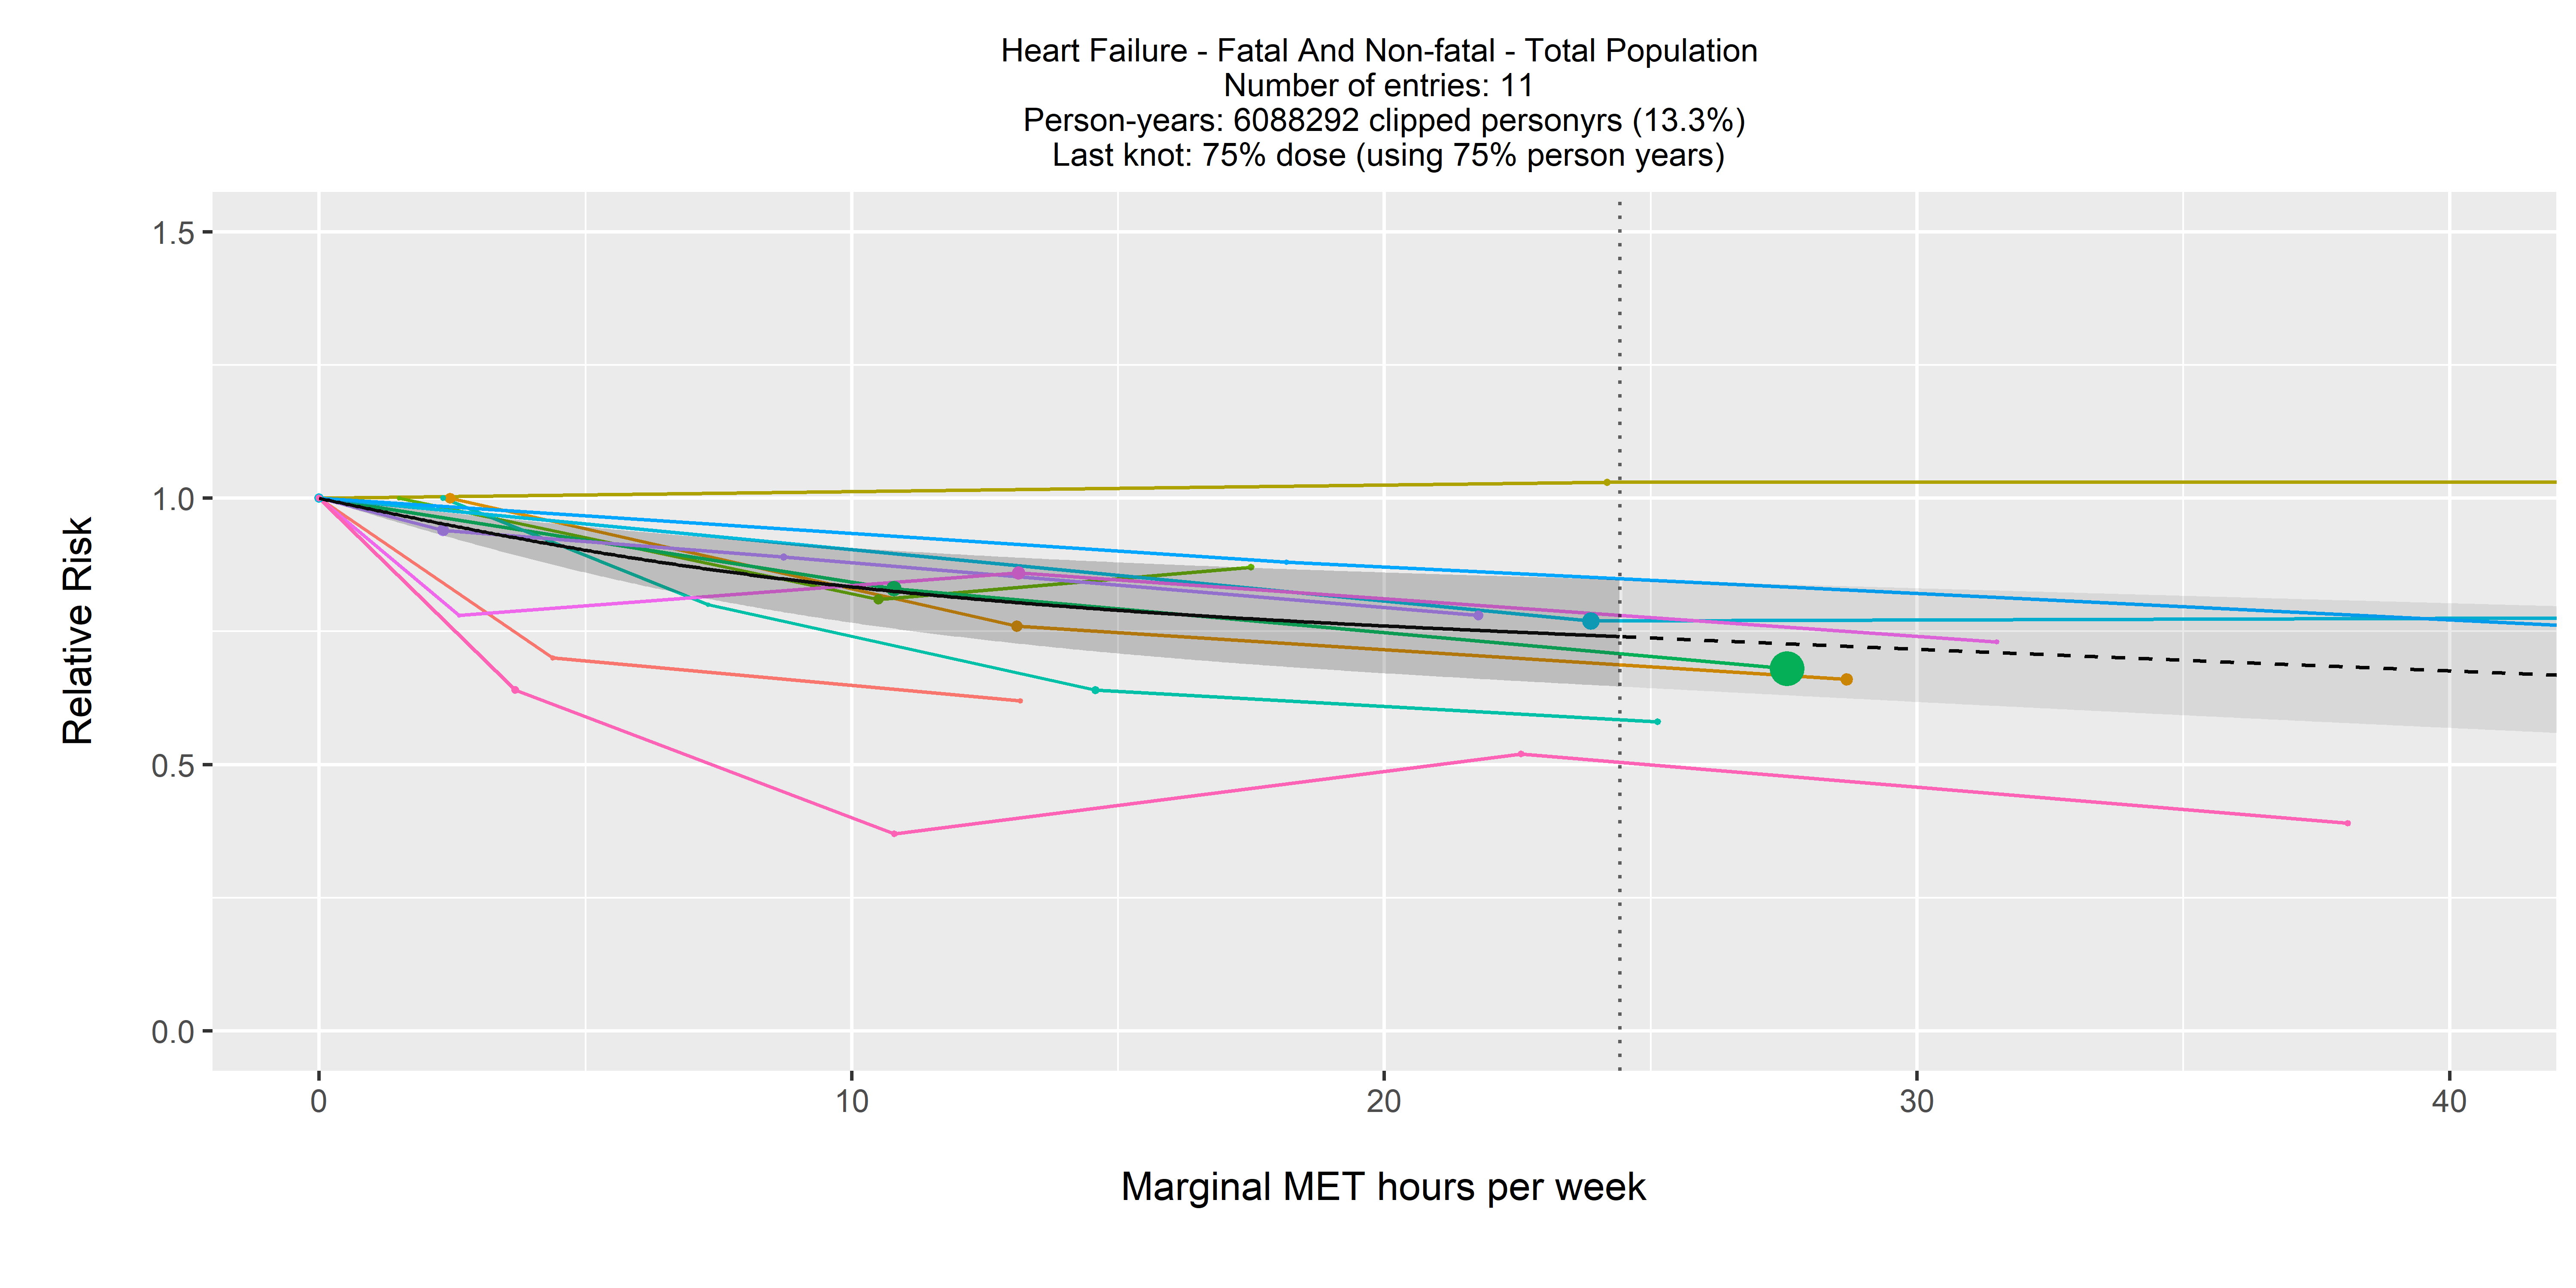 Heart Failure - Fatal And Non-fatal - Total Population
Number of entries: 11
Person-years: 6088292 clipped personyrs (13.3%)
Last knot: 75% dose (using 75% person years)
1.5
1.0
0.5
0.0
Relative Risk
0 10 20 30 40
Marginal MET hours per week